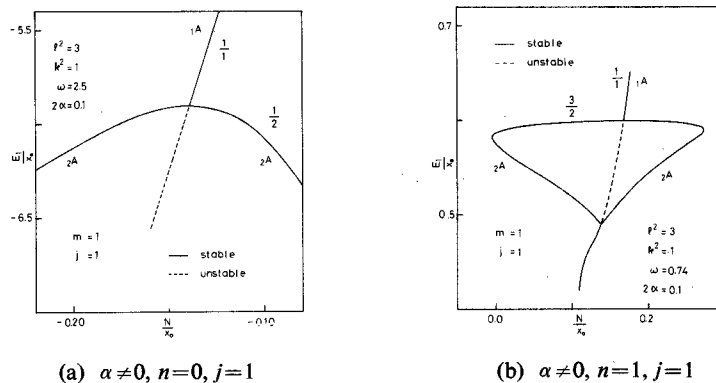 -5.5
-6.5
-0.20
-0.10
N/x₀
1A
1/1
1/2
2A
2A
l² = 3
k² = 1
ω = 2.5
2α = 0.1
m = 1
j = 1
stable
unstable
(a) α≠0, n=0, j=1
0.7
0.5
0.0
0.2
N/x₀
stable
unstable
1/1
1A
3/2
2A
2A
m = 1
j = 1
l² = 3
k² = 1
ω = 0.74
2α = 0.1
(b) α≠0, n=1, j=1